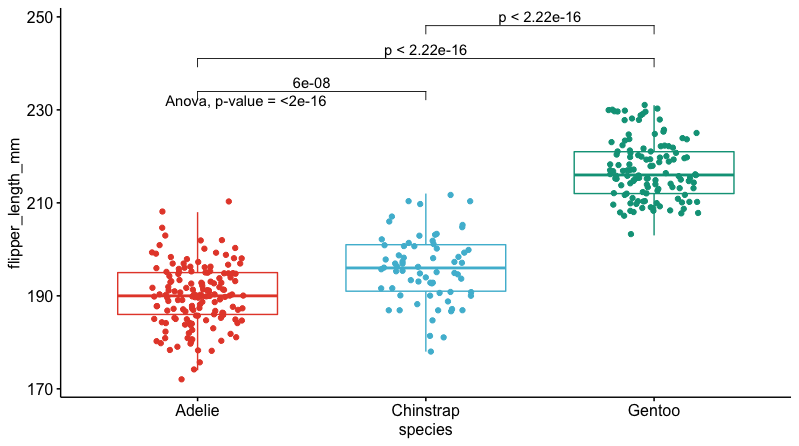 250
p < 2.22e-16
p < 2.22e-16
6e-08
Anova, p-value = <2e-16
230
210
190
170
flipper_length_mm
Adelie
Chinstrap
Gentoo
species